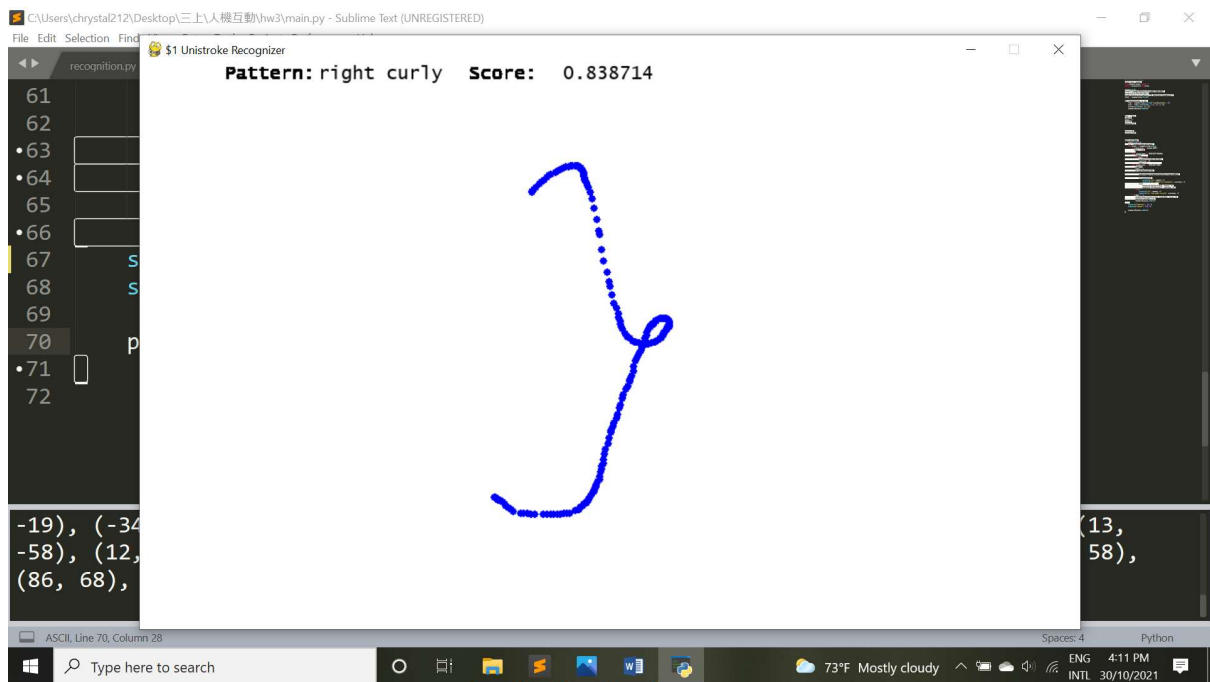 C:\Users\chrystal212\Desktop\三上\人機互動\hw3\main.py - Sublime Text (UNREGISTERED)
File Edit Selection Find
$1 Unistroke Recognizer
recognition.py
Pattern: right curly Score: 0.838714
61
62
63
64
65
66
67 s
68 s
69
70 p
71
72
-19), (-34 (13,
-58), (12, 58),
(86, 68),
ASCII, Line 70, Column 28 Spaces: 4 Python
Type here to search 73°F Mostly cloudy ENG 4:11 PM
INTL 30/10/2021